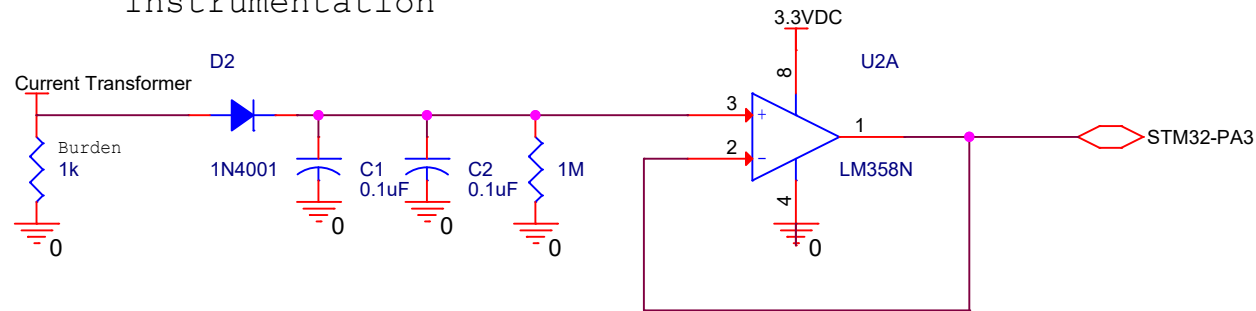 Instrumentation
3.3VDC
D2
U2A
Current Transformer
8
3
+
1
Burden
1k
1N4001
C1
0.1uF
C2
0.1uF
1M
2
-
LM358N
STM32-PA3
4
0
0
0
0
0